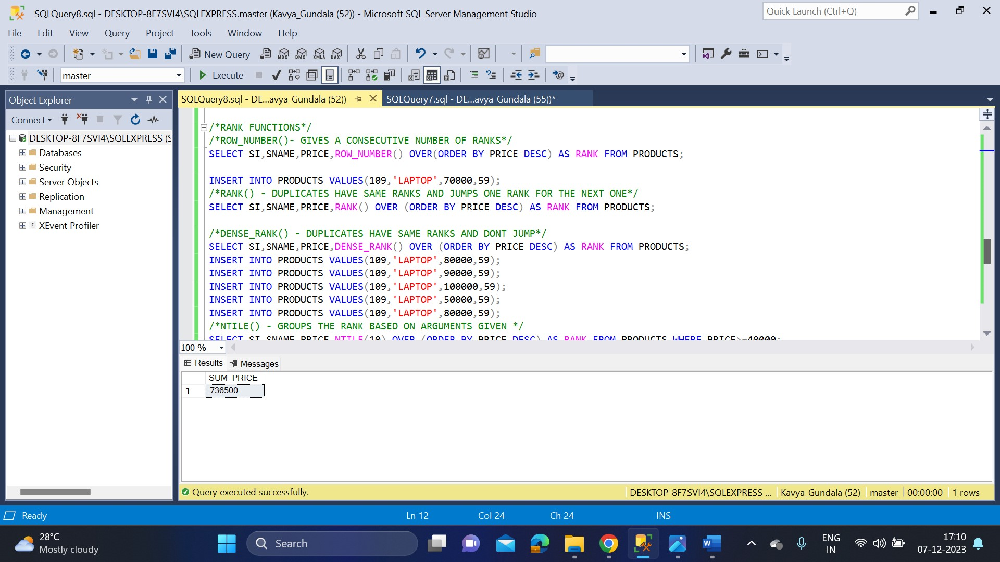 SQLQuery8.sql - DESKTOP-8F7SVI4\SQLEXPRESS.master (Kavya_Gundala (52)) - Microsoft SQL Server Management Studio
Quick Launch (Ctrl+Q)
File Edit View Query Project Tools Window Help
New Query MDX DMX XMLA DAX
master Execute
Object Explorer
SQLQuery8.sql - DE...avya_Gundala (52)) SQLQuery7.sql - DE...avya_Gundala (55))*
Connect
DESKTOP-8F7SVI4\SQLEXPRESS (S
Databases
Security
Server Objects
Replication
Management
XEvent Profiler
/*RANK FUNCTIONS*/
/*ROW_NUMBER()- GIVES A CONSECUTIVE NUMBER OF RANKS*/
SELECT SI,SNAME,PRICE,ROW_NUMBER() OVER(ORDER BY PRICE DESC) AS RANK FROM PRODUCTS;
INSERT INTO PRODUCTS VALUES(109,'LAPTOP',70000,59);
/*RANK() - DUPLICATES HAVE SAME RANKS AND JUMPS ONE RANK FOR THE NEXT ONE*/
SELECT SI,SNAME,PRICE,RANK() OVER (ORDER BY PRICE DESC) AS RANK FROM PRODUCTS;
/*DENSE_RANK() - DUPLICATES HAVE SAME RANKS AND DONT JUMP*/
SELECT SI,SNAME,PRICE,DENSE_RANK() OVER (ORDER BY PRICE DESC) AS RANK FROM PRODUCTS;
INSERT INTO PRODUCTS VALUES(109,'LAPTOP',80000,59);
INSERT INTO PRODUCTS VALUES(109,'LAPTOP',90000,59);
INSERT INTO PRODUCTS VALUES(109,'LAPTOP',100000,59);
INSERT INTO PRODUCTS VALUES(109,'LAPTOP',50000,59);
INSERT INTO PRODUCTS VALUES(109,'LAPTOP',80000,59);
/*NTILE() - GROUPS THE RANK BASED ON ARGUMENTS GIVEN */
SELECT SI,SNAME,PRICE,NTILE(10) OVER (ORDER BY PRICE DESC) AS RANK FROM PRODUCTS WHERE PRICE>=40000;
100 %
Results Messages
SUM_PRICE
1 736500
Query executed successfully. DESKTOP-8F7SVI4\SQLEXPRESS ... Kavya_Gundala (52) master 00:00:00 1 rows
Ready Ln 12 Col 24 Ch 24 INS
28°C
Mostly cloudy
Search
W
ENG
IN
17:10
07-12-2023